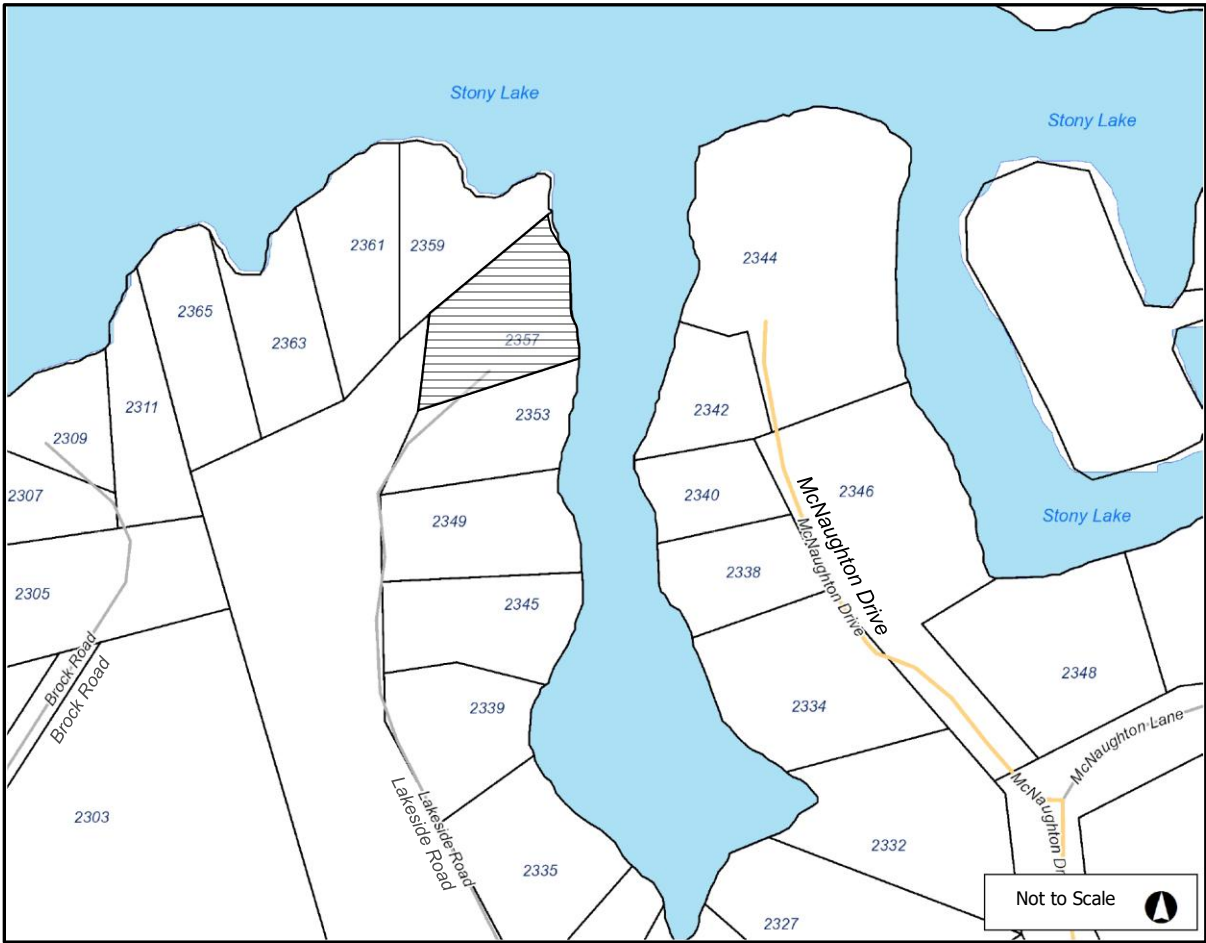 Stony Lake
Stony Lake
2344
2361
2359
2365
2363
2357
2311
2309
2342
2353
2307
2340
2346
2349
McNaughton Drive
McNaughton Drive
Stony Lake
2338
2305
2345
Brock Road
Brock Road
2348
2339
2334
McNaughton Lane
Lakeside Road
Lakeside Road
McNaughton Dr
2303
2335
2332
2327
Not to Scale